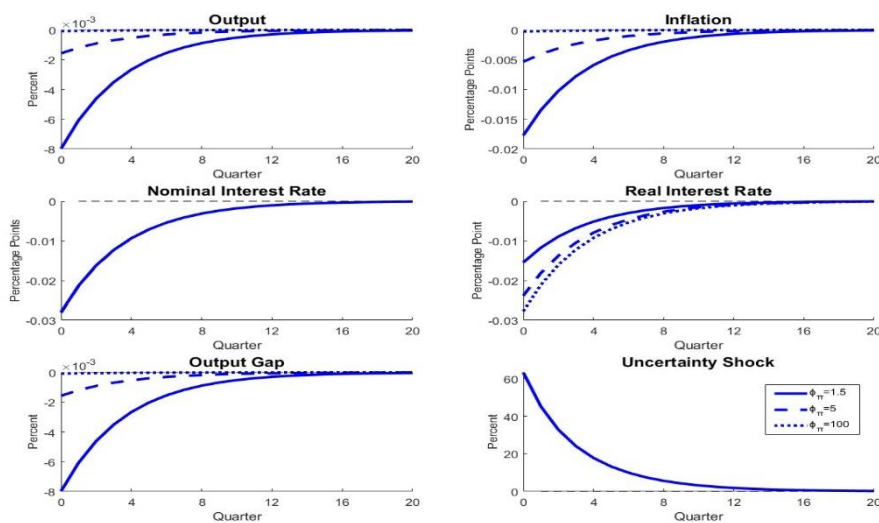 Output
×10⁻³
0
-2
-4
-6
-8
Percent
0 4 8 12 16 20
Quarter
Inflation
0
-0.005
-0.01
-0.015
-0.02
Percentage Points
0 4 8 12 16 20
Quarter
Nominal Interest Rate
0
-0.01
-0.02
-0.03
Percentage Points
0 4 8 12 16 20
Quarter
Real Interest Rate
0
-0.01
-0.02
-0.03
Percentage Point
0 4 8 12 16 20
Quarter
Output Gap
×10⁻³
0
-2
-4
-6
-8
Percent
0 4 8 12 16 20
Quarter
Uncertainty Shock
60
40
20
0
Percent
0 4 8 12 16 20
Quarter
ϕπ=1.5
ϕπ=5
ϕπ=100